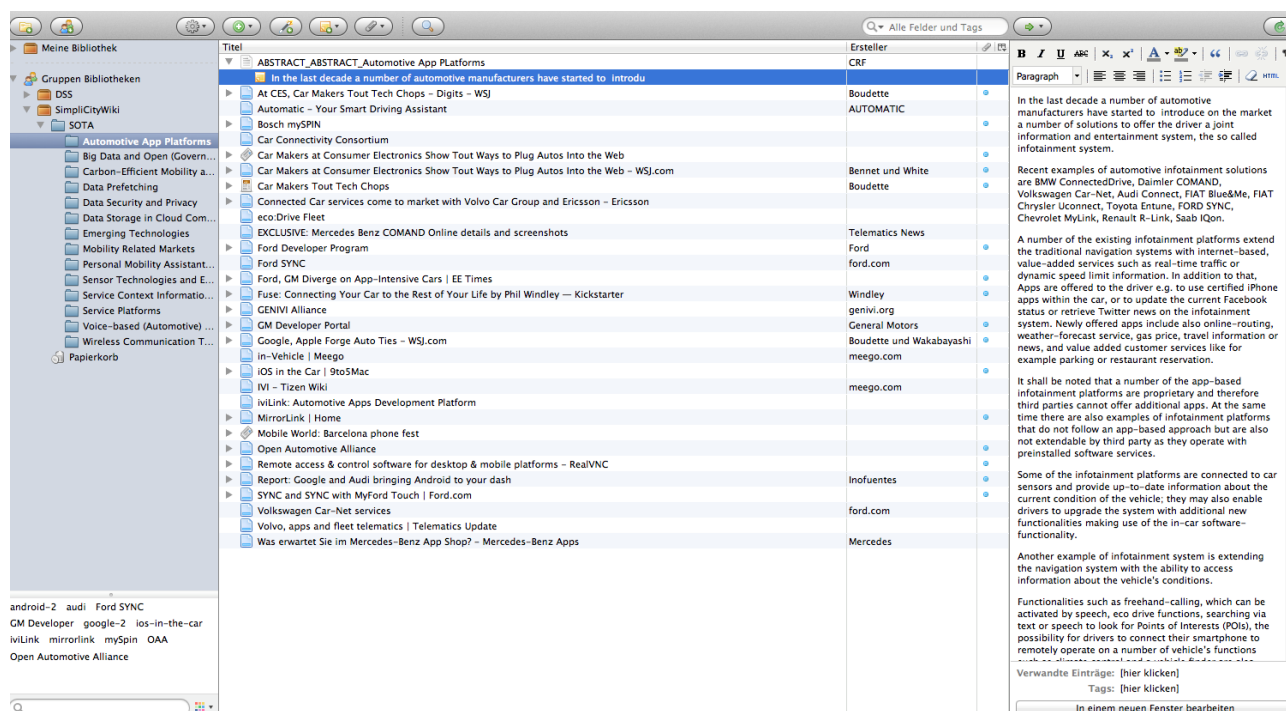 Alle Felder und Tags
Meine Bibliothek
Gruppen Bibliotheken
DSS
SimpliCityWiki
SOTA
Automotive App Platforms
Big Data and Open (Govern...
Carbon-Efficient Mobility a...
Data Prefetching
Data Security and Privacy
Data Storage in Cloud Com...
Emerging Technologies
Mobility Related Markets
Personal Mobility Assistant...
Sensor Technologies and E...
Service Context Informatio...
Service Platforms
Voice-based (Automotive) ...
Wireless Communication T...
Papierkorb
android-2 audi Ford SYNC
GM Developer google-2 ios-in-the-car
iviLink mirrorlink mySpin OAA
Open Automotive Alliance
Titel Ersteller
ABSTRACT_ABSTRACT_Automotive App PLatforms CRF
In the last decade a number of automotive manufacturers have started to introdu
At CES, Car Makers Tout Tech Chops – Digits – WSJ Boudette
Automatic – Your Smart Driving Assistant AUTOMATIC
Bosch mySPIN
Car Connectivity Consortium
Car Makers at Consumer Electronics Show Tout Ways to Plug Autos Into the Web
Car Makers at Consumer Electronics Show Tout Ways to Plug Autos Into the Web – WSJ.com Bennet und White
Car Makers Tout Tech Chops Boudette
Connected Car services come to market with Volvo Car Group and Ericsson – Ericsson
eco:Drive Fleet
EXCLUSIVE: Mercedes Benz COMAND Online details and screenshots Telematics News
Ford Developer Program Ford
Ford SYNC ford.com
Ford, GM Diverge on App-Intensive Cars | EE Times
Fuse: Connecting Your Car to the Rest of Your Life by Phil Windley — Kickstarter Windley
GENIVI Alliance genivi.org
GM Developer Portal General Motors
Google, Apple Forge Auto Ties – WSJ.com Boudette und Wakabayashi
in-Vehicle | Meego meego.com
iOS in the Car | 9to5Mac
IVI – Tizen Wiki meego.com
iviLink: Automotive Apps Development Platform
MirrorLink | Home
Mobile World: Barcelona phone fest
Open Automotive Alliance
Remote access & control software for desktop & mobile platforms – RealVNC
Report: Google and Audi bringing Android to your dash Inofuentes
SYNC and SYNC with MyFord Touch | Ford.com
Volkswagen Car-Net services ford.com
Volvo, apps and fleet telematics | Telematics Update
Was erwartet Sie im Mercedes-Benz App Shop? – Mercedes-Benz Apps Mercedes
B I U ABC X, x² A ab
Paragraph HTML
In the last decade a number of automotive
manufacturers have started to introduce on the market
a number of solutions to offer the driver a joint
information and entertainment system, the so called
infotainment system.
Recent examples of automotive infotainment solutions
are BMW ConnectedDrive, Daimler COMAND,
Volkswagen Car-Net, Audi Connect, FIAT Blue&Me, FIAT
Chrysler Uconnect, Toyota Entune, FORD SYNC,
Chevrolet MyLink, Renault R-Link, Saab IQon.
A number of the existing infotainment platforms extend
the traditional navigation systems with internet-based,
value-added services such as real-time traffic or
dynamic speed limit information. In addition to that,
Apps are offered to the driver e.g. to use certified iPhone
apps within the car, or to update the current Facebook
status or retrieve Twitter news on the infotainment
system. Newly offered apps include also online-routing,
weather-forecast service, gas price, travel information or
news, and value added customer services like for
example parking or restaurant reservation.
It shall be noted that a number of the app-based
infotainment platforms are proprietary and therefore
third parties cannot offer additional apps. At the same
time there are also examples of infotainment platforms
that do not follow an app-based approach but are also
not extendable by third party as they operate with
preinstalled software services.
Some of the infotainment platforms are connected to car
sensors and provide up-to-date information about the
current condition of the vehicle; they may also enable
drivers to upgrade the system with additional new
functionalities making use of the in-car software-
functionality.
Another example of infotainment system is extending
the navigation system with the ability to access
information about the vehicle's conditions.
Functionalities such as freehand-calling, which can be
activated by speech, eco drive functions, searching via
text or speech to look for Points of Interests (POIs), the
possibility for drivers to connect their smartphone to
remotely operate on a number of vehicle's functions
such as climate control and a vehicle finder are also
Verwandte Einträge: [hier klicken]
Tags: [hier klicken]
In einem neuen Fenster bearbeiten